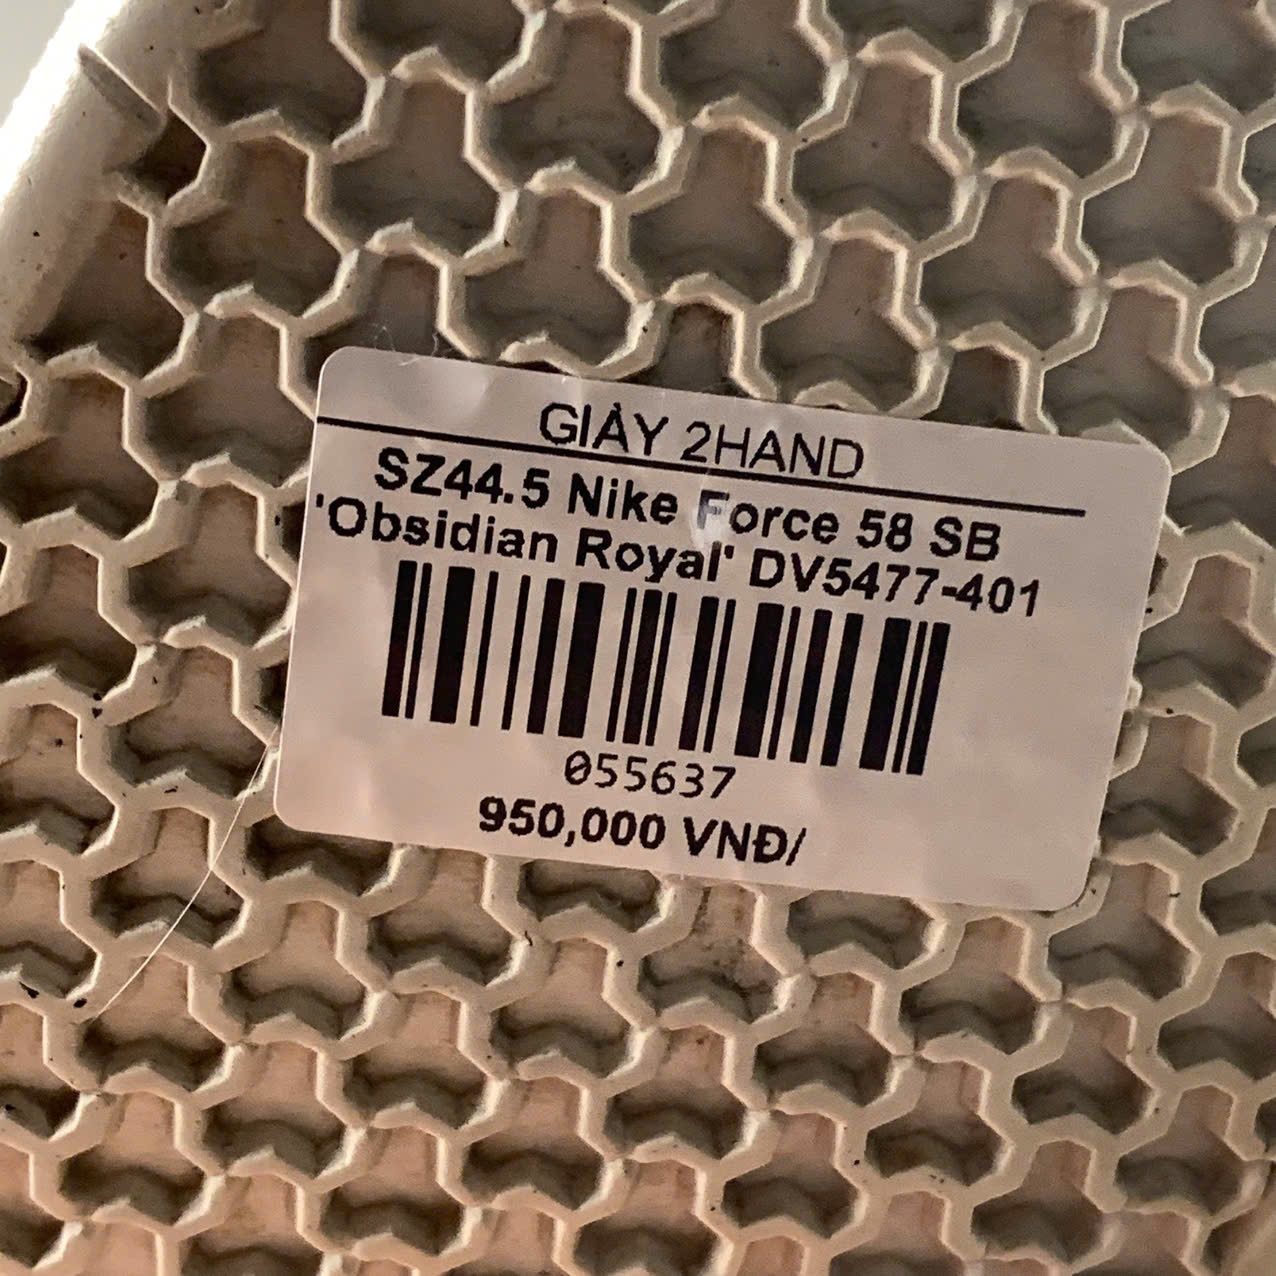 GIÀY 2HAND
SZ44.5 Nike Force 58 SB
'Obsidian Royal' DV5477-401
055637
950,000 VNĐ/